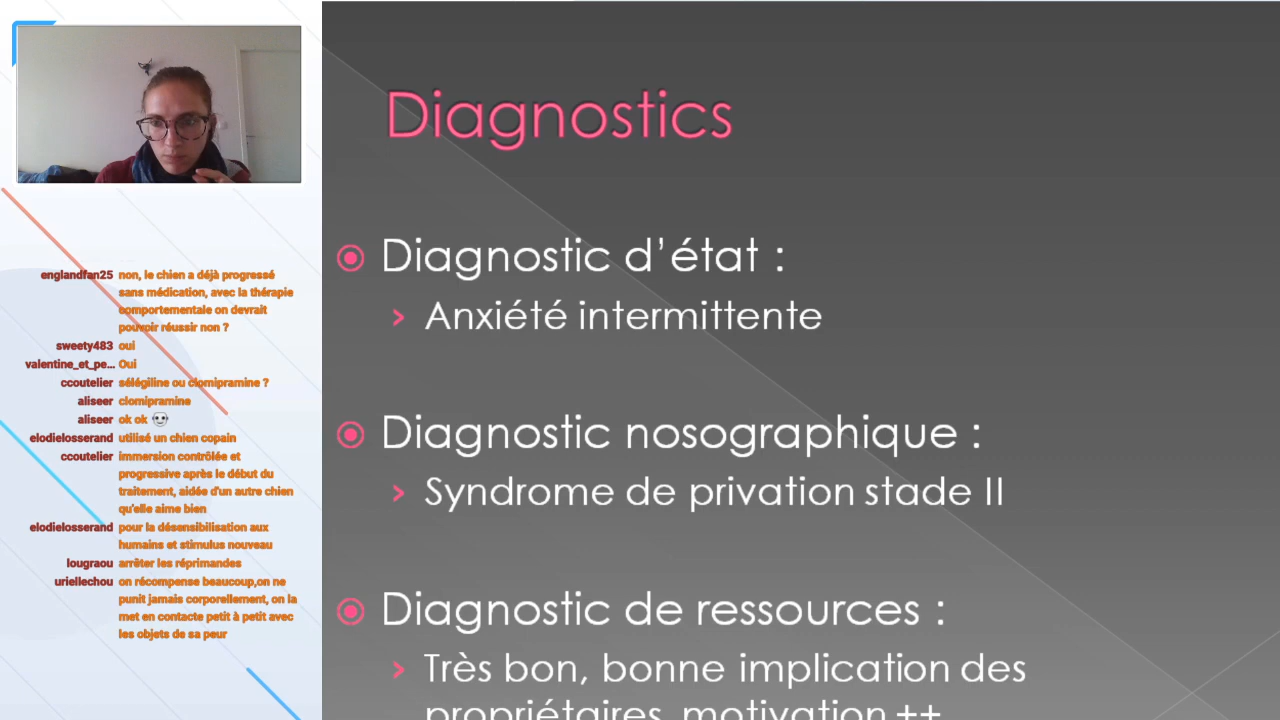 Diagnostics
Diagnostic d'état :
Anxiété intermittente
Diagnostic nosographique :
Syndrome de privation stade II
Diagnostic de ressources :
Très bon, bonne implication des
propriétaires, motivation ++
englandfan25 non, le chien a déjà progressé
sans médication, avec la thérapie
comportementale on devrait
pouvoir réussir non ?
sweety483 oui
valentine_et_pe... Oui
ccoutelier sélégiline ou clomipramine ?
aliseer clomipramine
aliseer ok ok
elodielosserand utilisé un chien copain
ccoutelier immersion contrôlée et
progressive après le début du
traitement, aidée d'un autre chien
qu'elle aime bien
elodielosserand pour la désensibilisation aux
humains et stimulus nouveau
lougraou arrêter les réprimandes
uriellechou on récompense beaucoup,on ne
punit jamais corporellement, on la
met en contacte petit à petit avec
les objets de sa peur